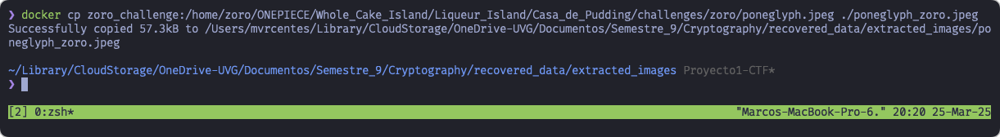 ❯ docker cp zoro_challenge:/home/zoro/ONEPIECE/Whole_Cake_Island/Liqueur_Island/Casa_de_Pudding/challenges/zoro/poneglyph.jpeg ./poneglyph_zoro.jpeg
Successfully copied 57.3kB to /Users/mvrcentes/Library/CloudStorage/OneDrive-UVG/Documentos/Semestre_9/Cryptography/recovered_data/extracted_images/po
neglyph_zoro.jpeg
~/Library/CloudStorage/OneDrive-UVG/Documentos/Semestre_9/Cryptography/recovered_data/extracted_images Proyecto1-CTF*
❯
[2] 0:zsh* "Marcos-MacBook-Pro-6." 20:20 25-Mar-25